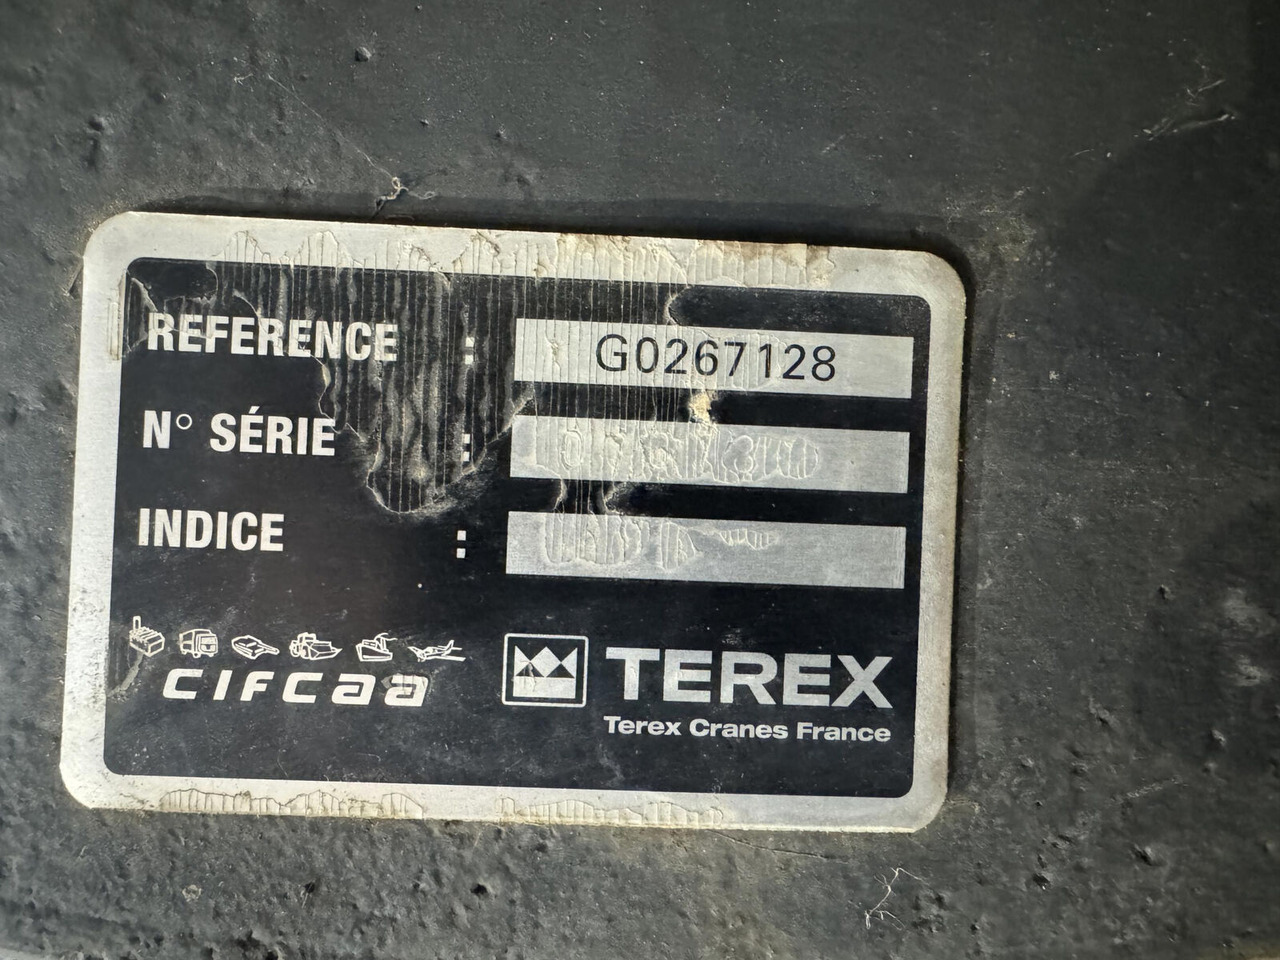 REFERENCE : G0267128
N° SÉRIE :
INDICE :
CIFCAA
TEREX
Terex Cranes France